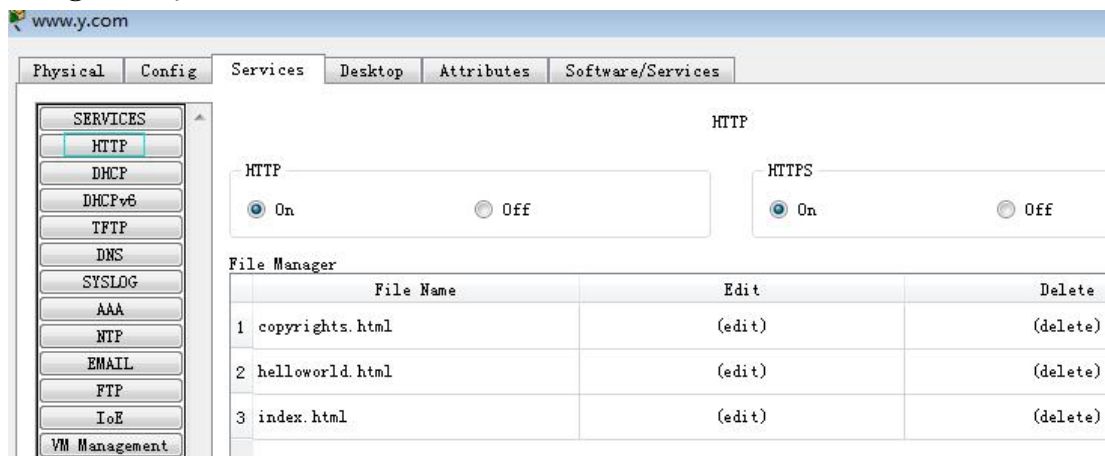 www.y.com
Physical Config Services Desktop Attributes Software/Services
SERVICES
HTTP
DHCP
DHCPv6
TFTP
DNS
SYSLOG
AAA
NTP
EMAIL
FTP
IoE
VM Management
HTTP
HTTP
On Off
HTTPS
On Off
File Manager
File Name Edit Delete
1 copyrights.html (edit) (delete)
2 helloworld.html (edit) (delete)
3 index.html (edit) (delete)